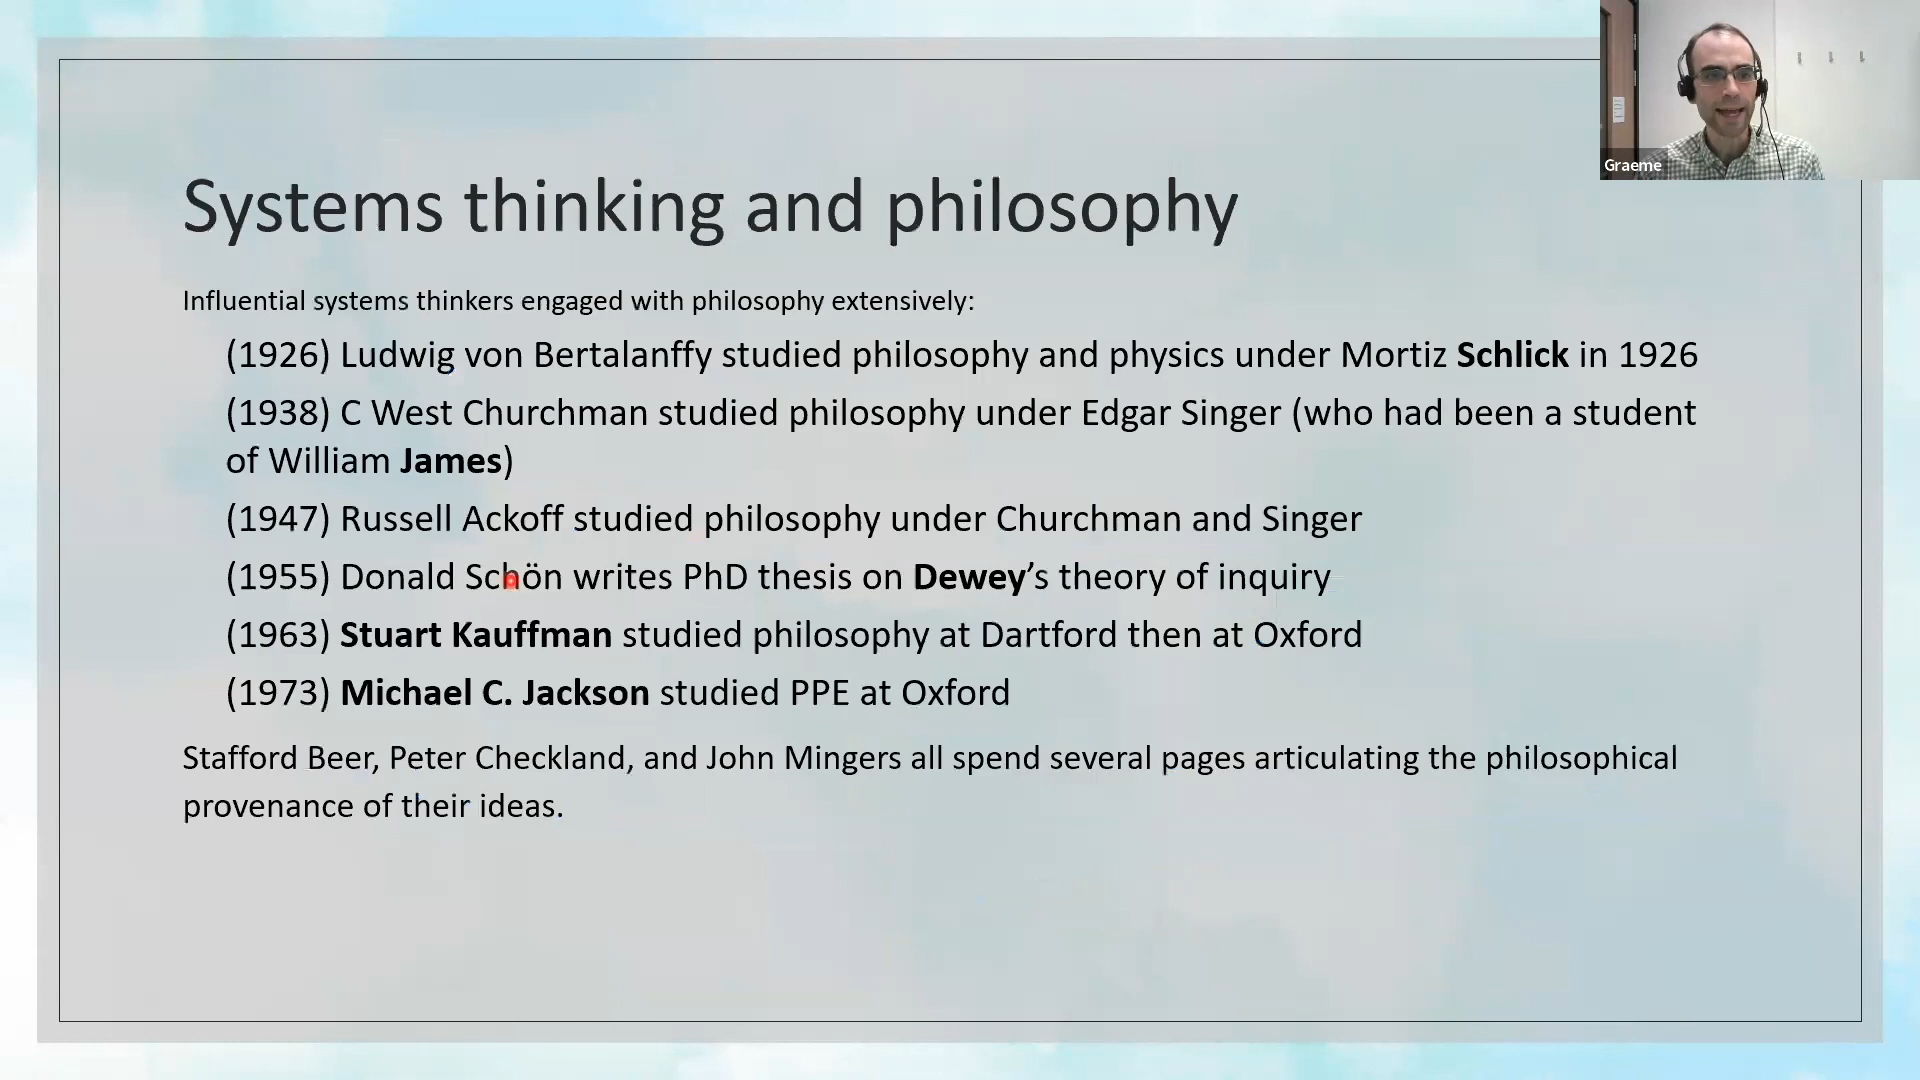 Graeme
Systems thinking and philosophy
Influential systems thinkers engaged with philosophy extensively:
(1926) Ludwig von Bertalanffy studied philosophy and physics under Mortiz Schlick in 1926
(1938) C West Churchman studied philosophy under Edgar Singer (who had been a student
of William James)
(1947) Russell Ackoff studied philosophy under Churchman and Singer
(1955) Donald Schön writes PhD thesis on Dewey’s theory of inquiry
(1963) Stuart Kauffman studied philosophy at Dartford then at Oxford
(1973) Michael C. Jackson studied PPE at Oxford
Stafford Beer, Peter Checkland, and John Mingers all spend several pages articulating the philosophical
provenance of their ideas.